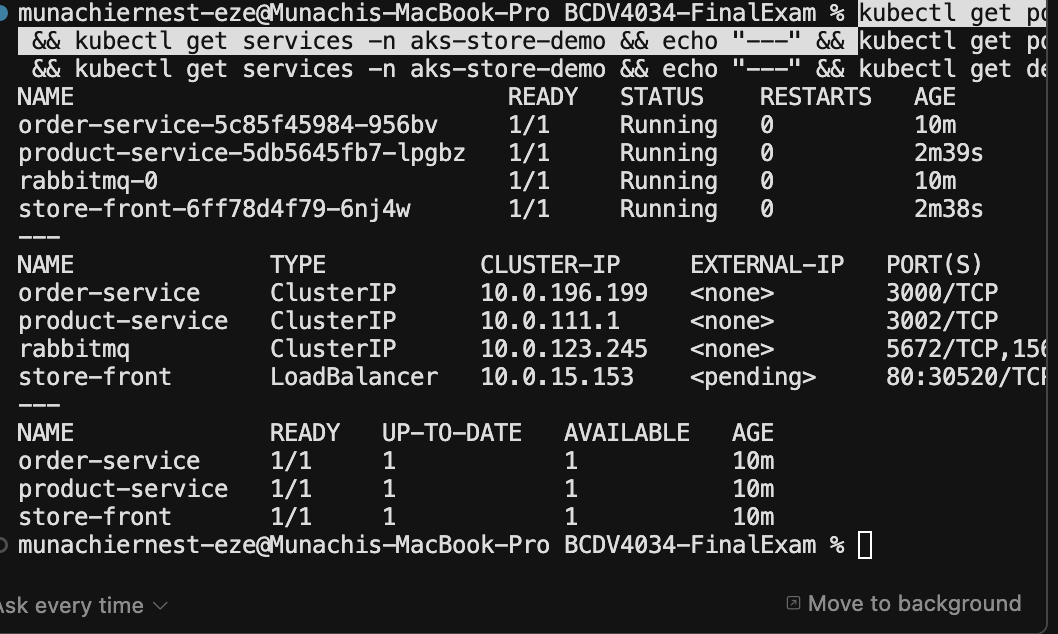 munachiernest-eze@Munachis-MacBook-Pro BCDV4034-FinalExam % kubectl get
&& kubectl get services -n aks-store-demo && echo "---" && kubectl get
&& kubectl get services -n aks-store-demo && echo "---" && kubectl get
NAME READY STATUS RESTARTS AGE
order-service-5c85f45984-956bv 1/1 Running 0 10m
product-service-5db5645fb7-lpgbz 1/1 Running 0 2m39s
rabbitmq-0 1/1 Running 0 10m
store-front-6ff78d4f79-6nj4w 1/1 Running 0 2m38s
---
NAME TYPE CLUSTER-IP EXTERNAL-IP PORT(S)
order-service ClusterIP 10.0.196.199 <none> 3000/TCP
product-service ClusterIP 10.0.111.1 <none> 3002/TCP
rabbitmq ClusterIP 10.0.123.245 <none> 5672/TCP,15
store-front LoadBalancer 10.0.15.153 <pending> 80:30520/TC
---
NAME READY UP-TO-DATE AVAILABLE AGE
order-service 1/1 1 1 10m
product-service 1/1 1 1 10m
store-front 1/1 1 1 10m
munachiernest-eze@Munachis-MacBook-Pro BCDV4034-FinalExam %
Ask every time Move to background